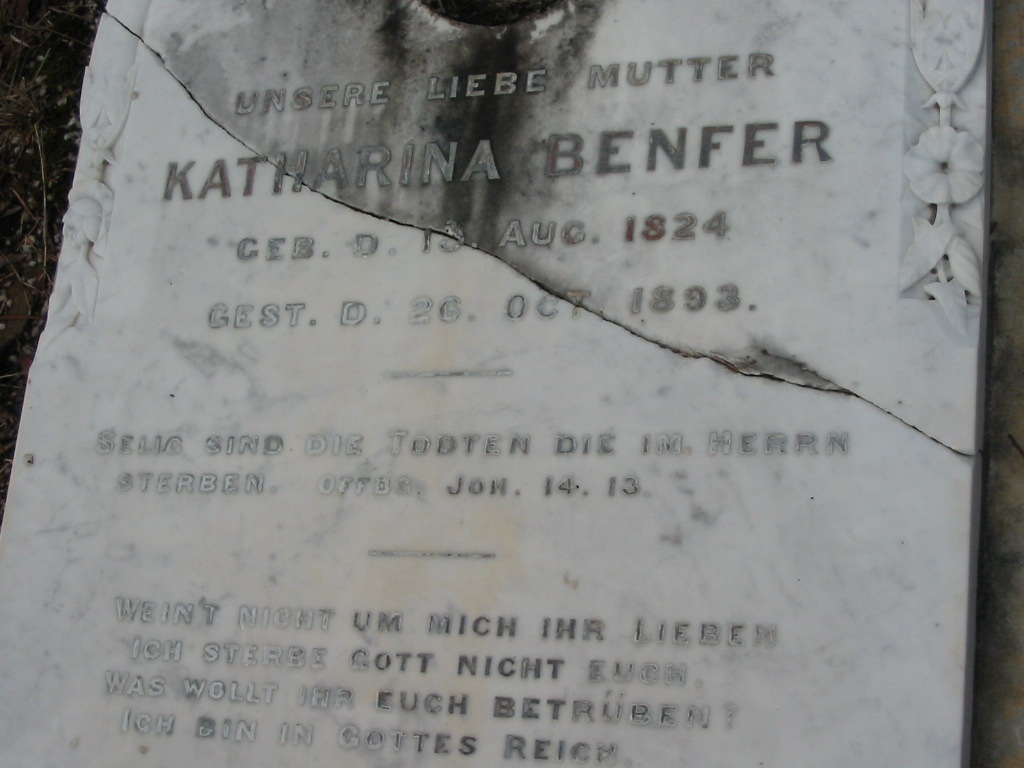 UNSERE LIEBE MUTTER
KATHARINA BENFER
GEB. D. 13. AUG. 1824
GEST. D. 26. OCT. 1893.
SELIG SIND DIE TODTEN DIE IM HERRN
STERBEN. OFFBG. JOH. 14. 13.
WEIN'T NICHT UM MICH IHR LIEBEN
ICH STERBE GOTT NICHT EUCH.
WAS WOLLT IHR EUCH BETRÜBEN?
ICH BIN IN GOTTES REICH.